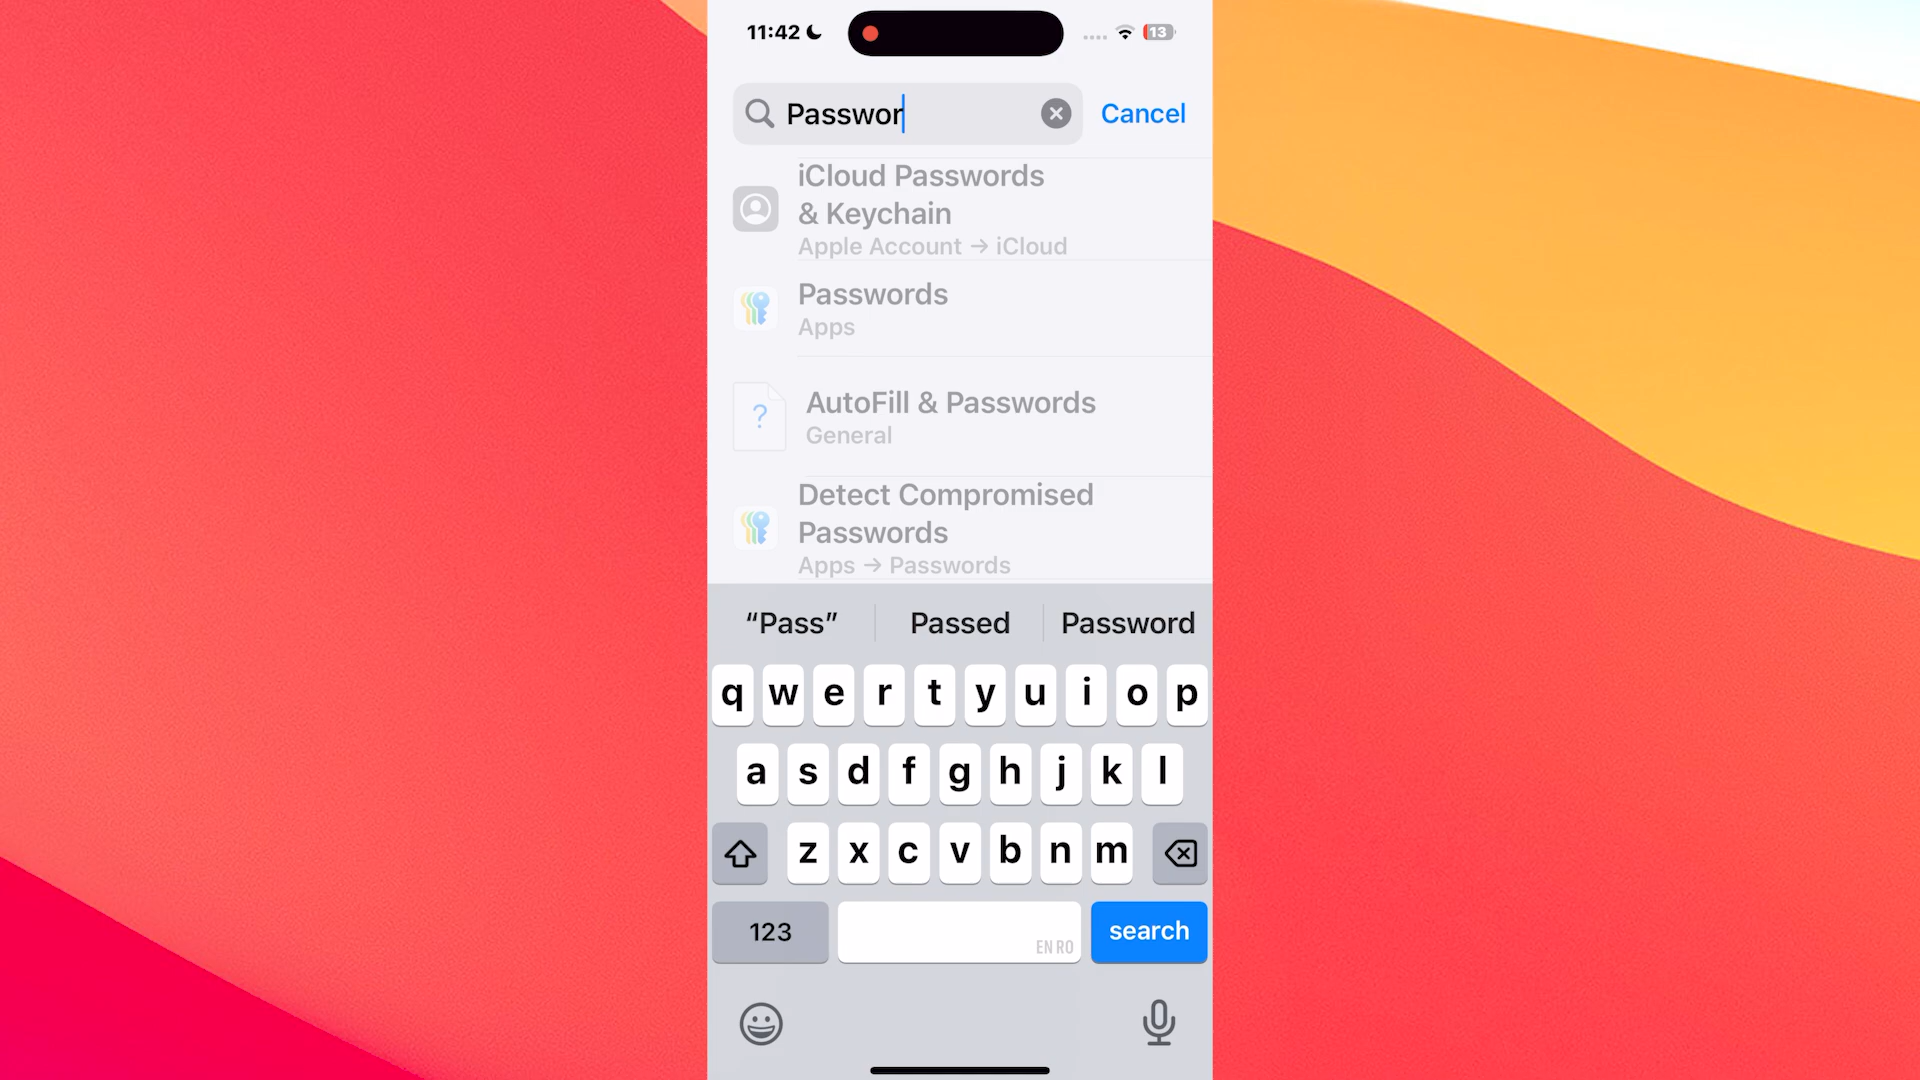 11:42
13
Passwor
Cancel
iCloud Passwords
& Keychain
Apple Account → iCloud
Passwords
Apps
?
AutoFill & Passwords
General
Detect Compromised
Passwords
Apps → Passwords
“Pass” Passed Password
q w e r t y u i o p
a s d f g h j k l
z x c v b n m
123
EN RO
search